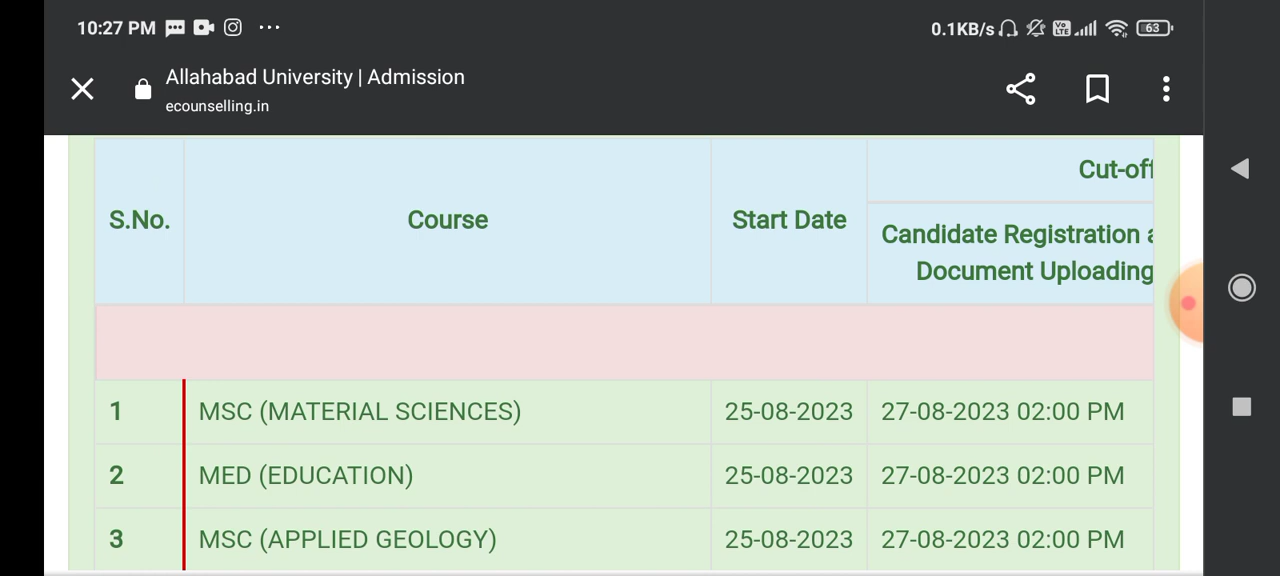 10:27 PM
0.1KB/s Vo LTE 63
Allahabad University | Admission
ecounselling.in
S.No. Course Start Date Cut-off
Candidate Registration a
Document Uploading
1 MSC (MATERIAL SCIENCES) 25-08-2023 27-08-2023 02:00 PM
2 MED (EDUCATION) 25-08-2023 27-08-2023 02:00 PM
3 MSC (APPLIED GEOLOGY) 25-08-2023 27-08-2023 02:00 PM